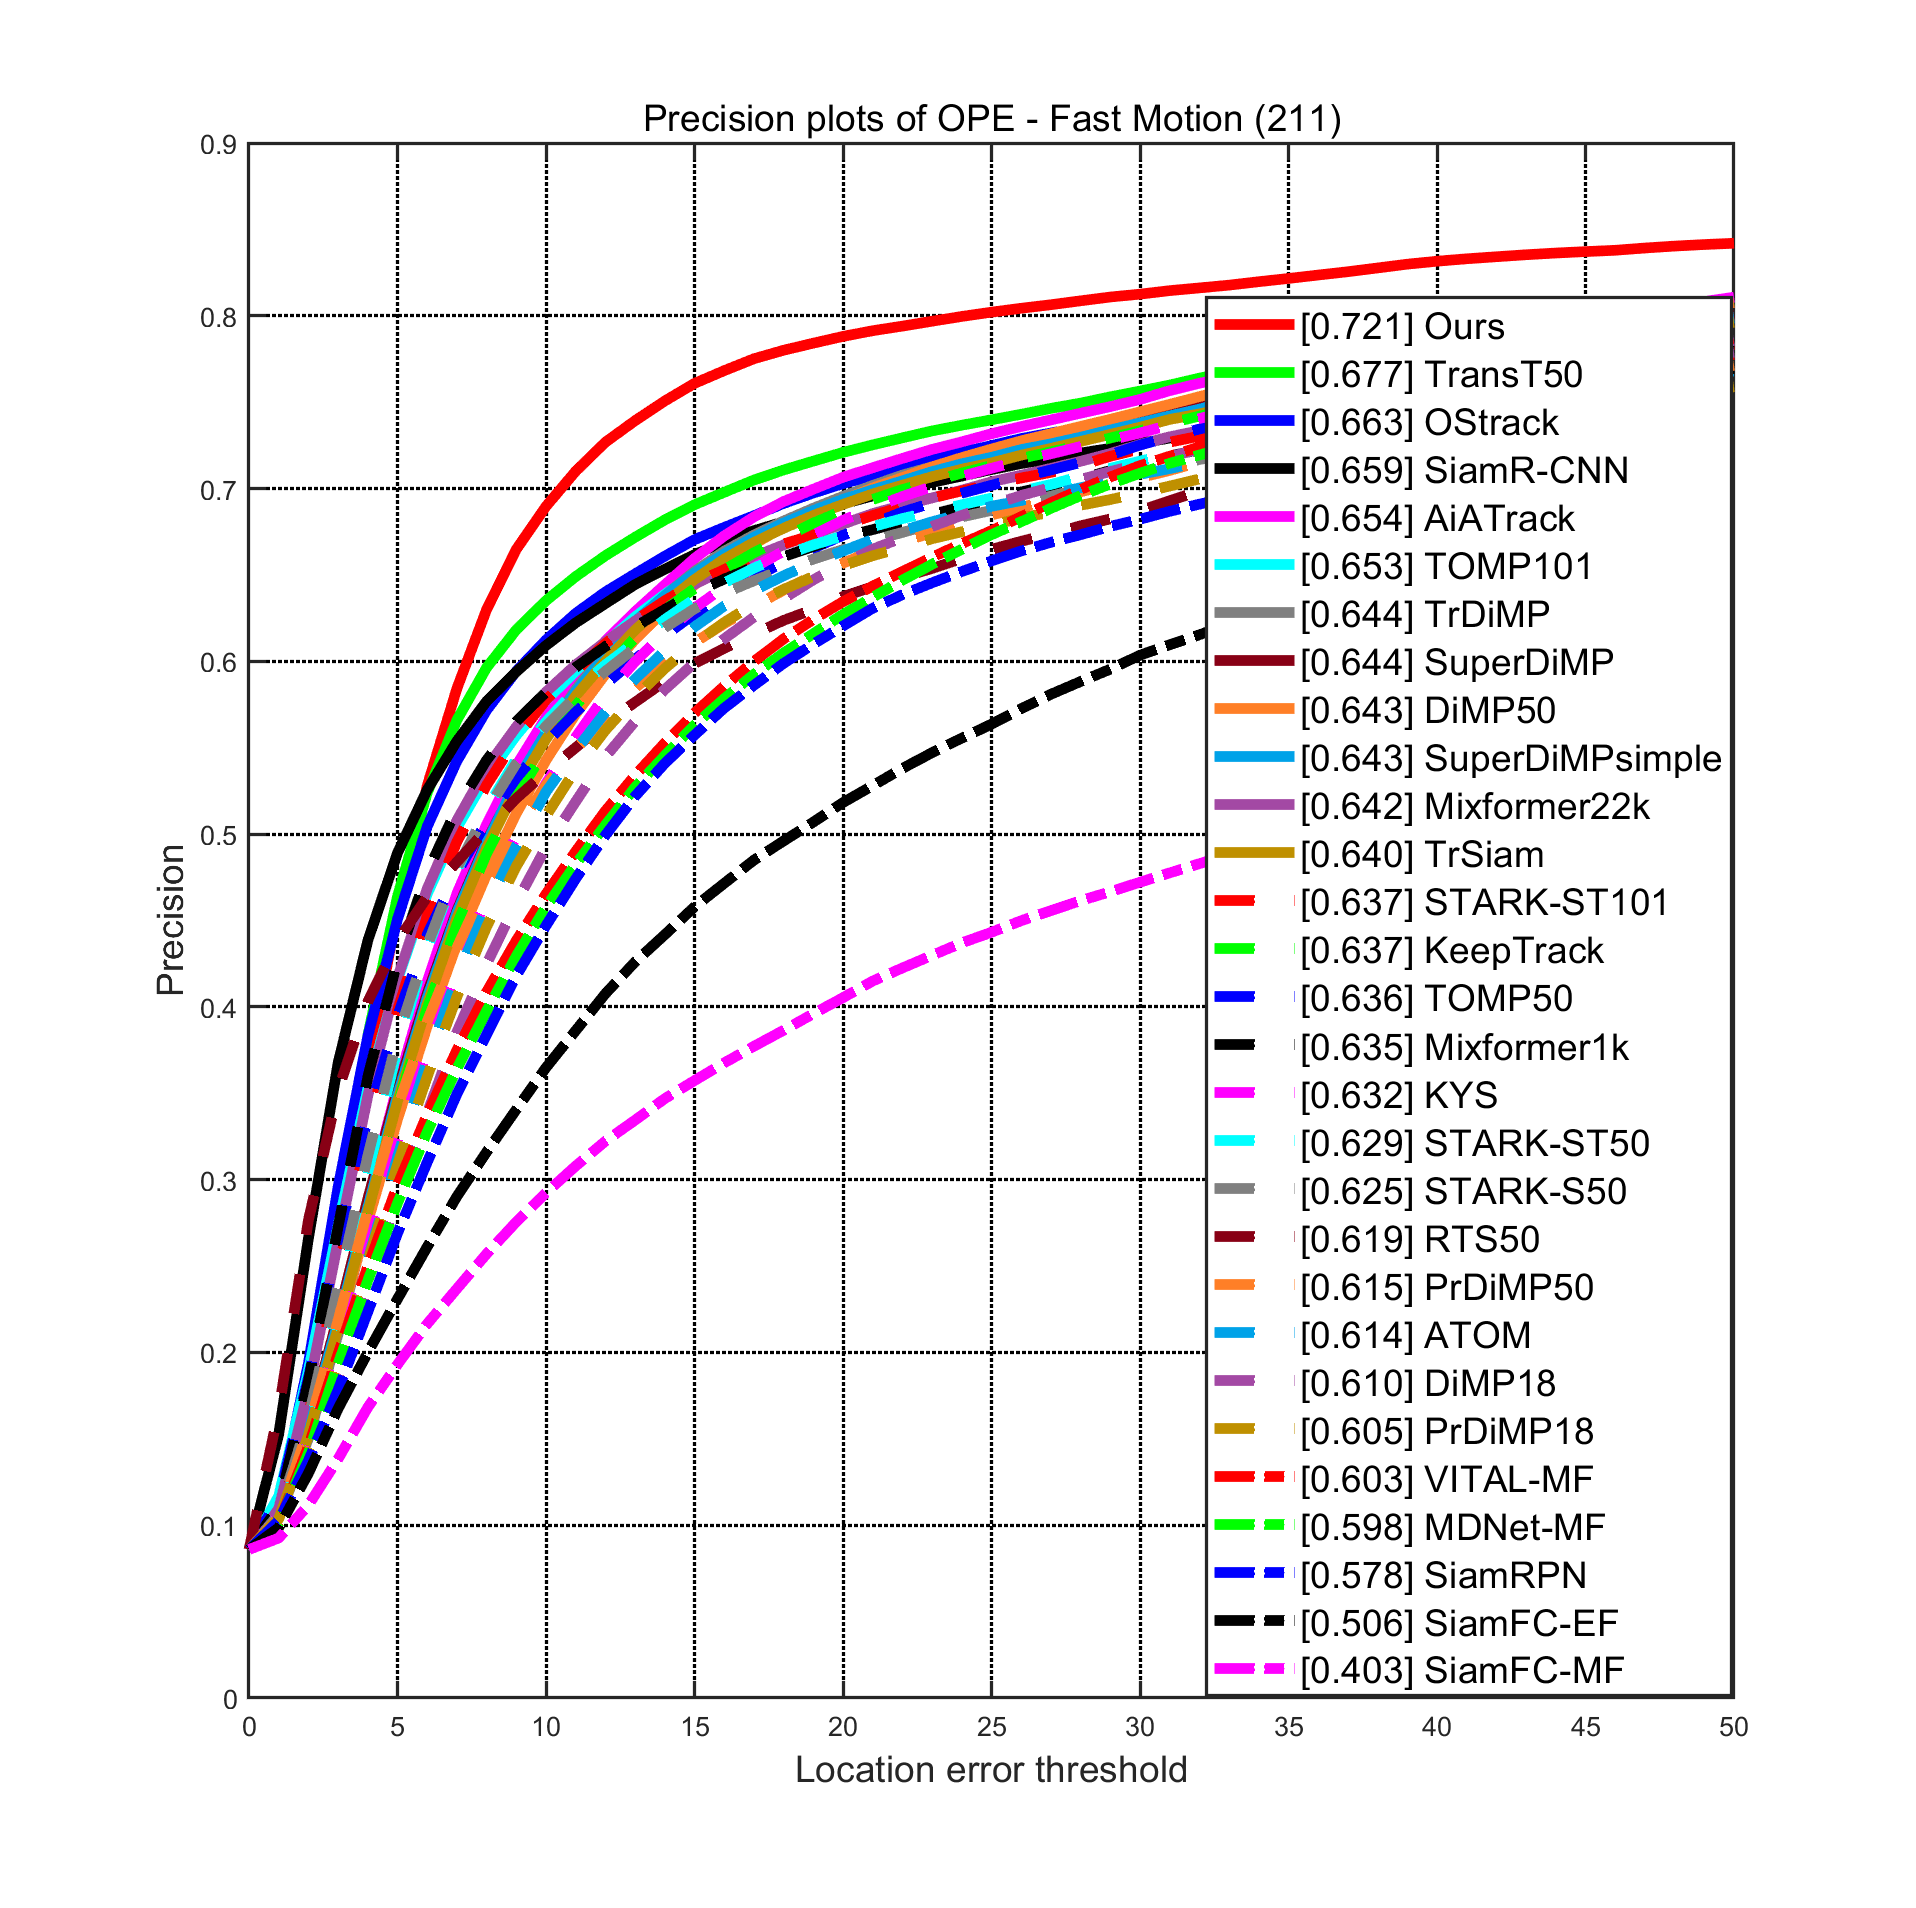 Precision plots of OPE - Fast Motion (211)
0.9
0.8
0.7
0.6
0.5
0.4
0.3
0.2
0.1
0
Precision
[0.721] Ours
[0.677] TransT50
[0.663] OStrack
[0.659] SiamR-CNN
[0.654] AiATrack
[0.653] TOMP101
[0.644] TrDiMP
[0.644] SuperDiMP
[0.643] DiMP50
[0.643] SuperDiMPsimple
[0.642] Mixformer22k
[0.640] TrSiam
[0.637] STARK-ST101
[0.637] KeepTrack
[0.636] TOMP50
[0.635] Mixformer1k
[0.632] KYS
[0.629] STARK-ST50
[0.625] STARK-S50
[0.619] RTS50
[0.615] PrDiMP50
[0.614] ATOM
[0.610] DiMP18
[0.605] PrDiMP18
[0.603] VITAL-MF
[0.598] MDNet-MF
[0.578] SiamRPN
[0.506] SiamFC-EF
[0.403] SiamFC-MF
0 5 10 15 20 25 30 35 40 45 50
Location error threshold